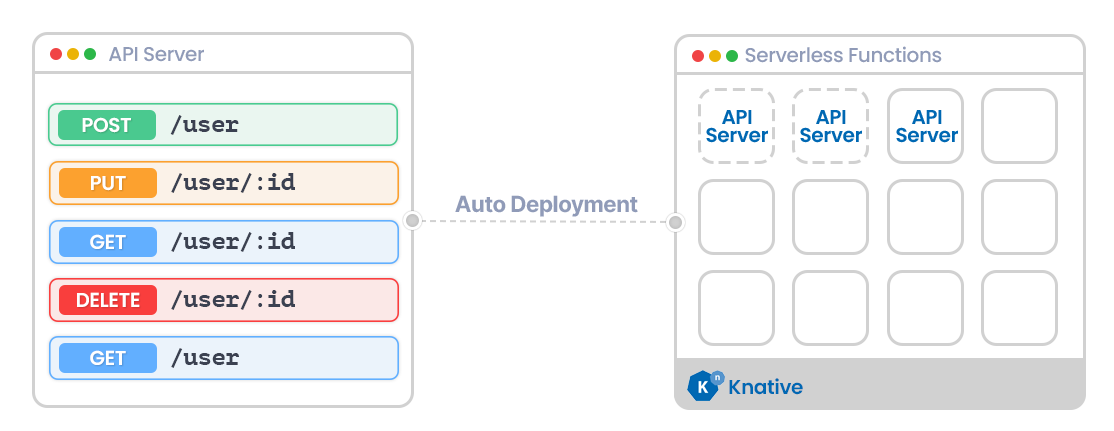 API Server
POST /user
PUT /user/:id
GET /user/:id
DELETE /user/:id
GET /user
Auto Deployment
Serverless Functions
API
Server
API
Server
API
Server
K n Knative